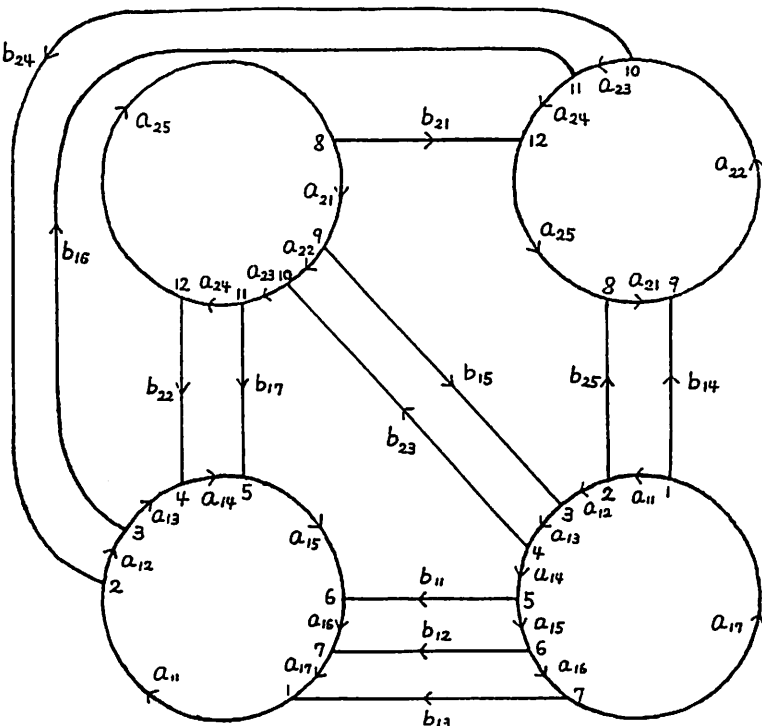 b₂₄
10
a₂₃
11
a₂₄
a₂₅
8
b₂₁
12
a₂₂
a₂₁
a₂₅
b₁₆
9
a₂₂
10
a₂₃
12
a₂₄
11
8
a₂₁
9
b₂₂
b₁₇
b₁₅
b₂₅
b₁₄
b₂₃
4
a₁₄
5
2
a₁₁
1
a₁₃
3
a₁₂
3
a₁₃
a₁₂
2
a₁₅
4
a₁₄
b₁₁
6
5
a₁₆
b₁₂
a₁₅
a₁₇
7
6
a₁₁
a₁₇
a₁₆
1
7
b₁₃